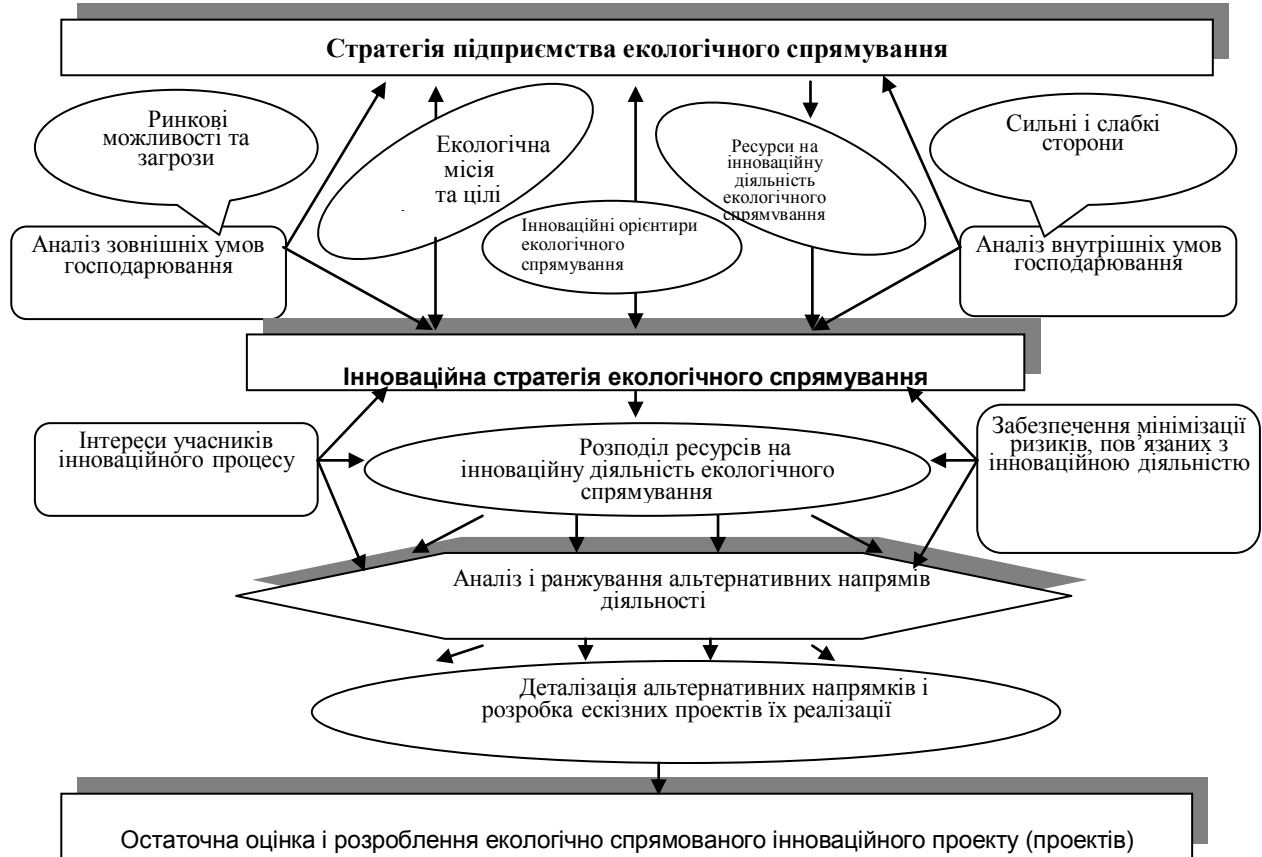 Стратегія підприємства екологічного спрямування
Ринкові
можливості та
загрози
Екологічна
місія
та цілі
Ресурси на
інноваційну
діяльність
екологічного
спрямування
Сильні і слабкі
сторони
Інноваційні орієнтири
екологічного
спрямування
Аналіз зовнішніх умов
господарювання
Аналіз внутрішніх умов
господарювання
Інноваційна стратегія екологічного спрямування
Інтереси учасників
інноваційного процесу
Розподіл ресурсів на
інноваційну діяльність екологічного
спрямування
Забезпечення мінімізації
ризиків, пов’язаних з
інноваційною діяльністю
Аналіз і ранжування альтернативних напрямів
діяльності
Деталізація альтернативних напрямків і
розробка ескізних проектів їх реалізації
Остаточна оцінка і розроблення екологічно спрямованого інноваційного проекту (проектів)